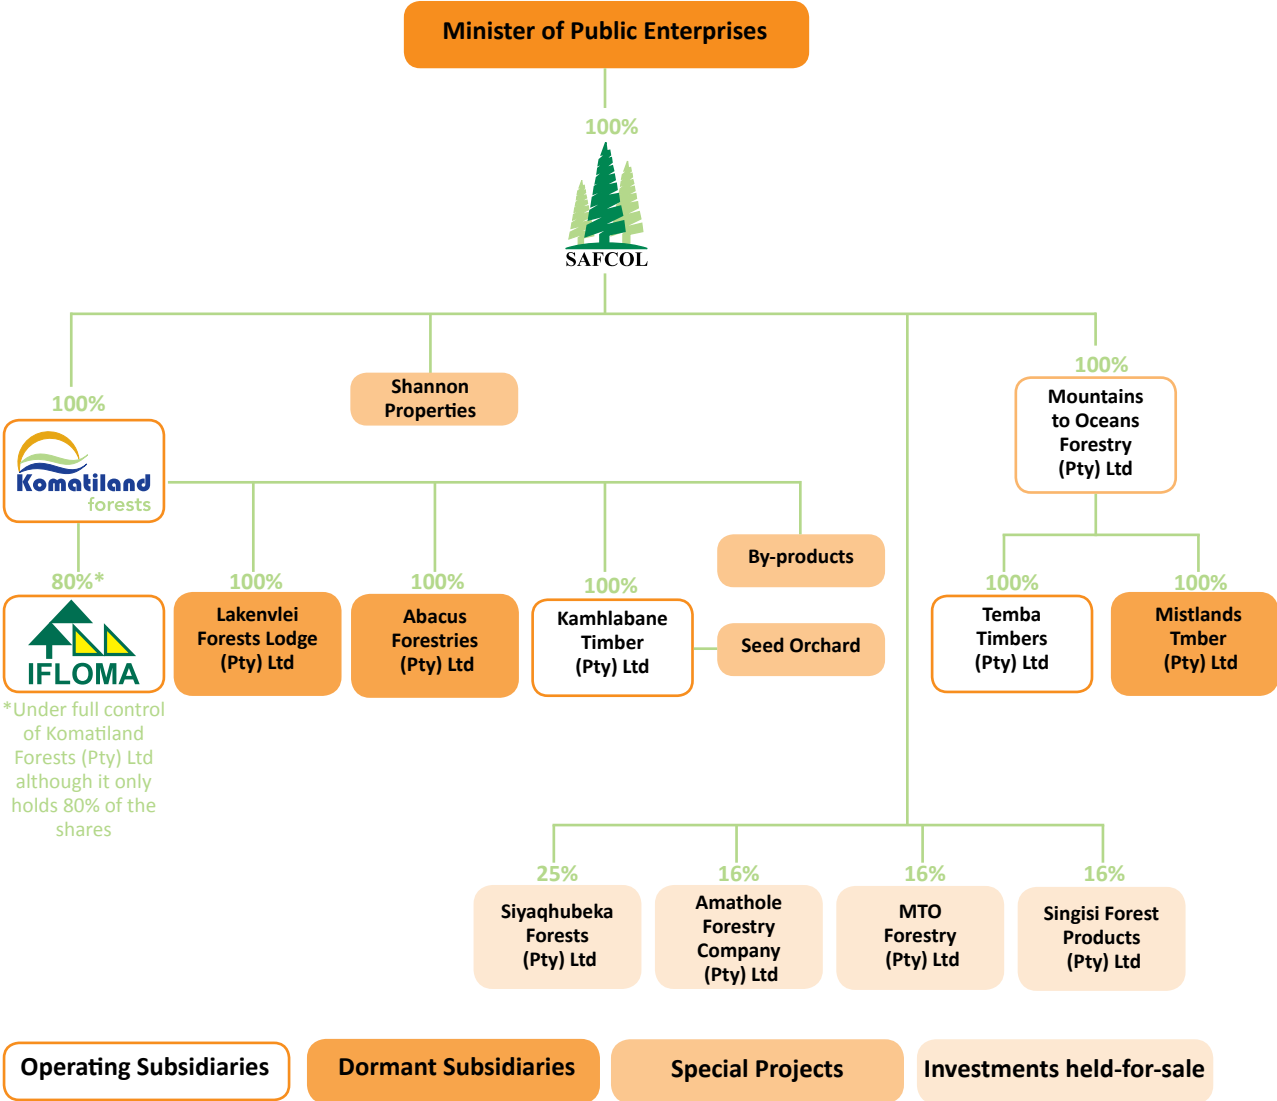 Minister of Public Enterprises
100%
SAFCOL
100%
Komatiland
forests
Shannon
Properties
100%
Mountains
to Oceans
Forestry
(Pty) Ltd
80%*
IFLOMA
*Under full control
of Komatiland
Forests (Pty) Ltd
although it only
holds 80% of the
shares
100%
Lakenvlei
Forests Lodge
(Pty) Ltd
100%
Abacus
Forestries
(Pty) Ltd
100%
Kamhlabane
Timber
(Pty) Ltd
By-products
Seed Orchard
100%
Temba
Timbers
(Pty) Ltd
100%
Mistlands
Tmber
(Pty) Ltd
25%
Siyaqhubeka
Forests
(Pty) Ltd
16%
Amathole
Forestry
Company
(Pty) Ltd
16%
MTO
Forestry
(Pty) Ltd
16%
Singisi Forest
Products
(Pty) Ltd
Operating Subsidiaries
Dormant Subsidiaries
Special Projects
Investments held-for-sale